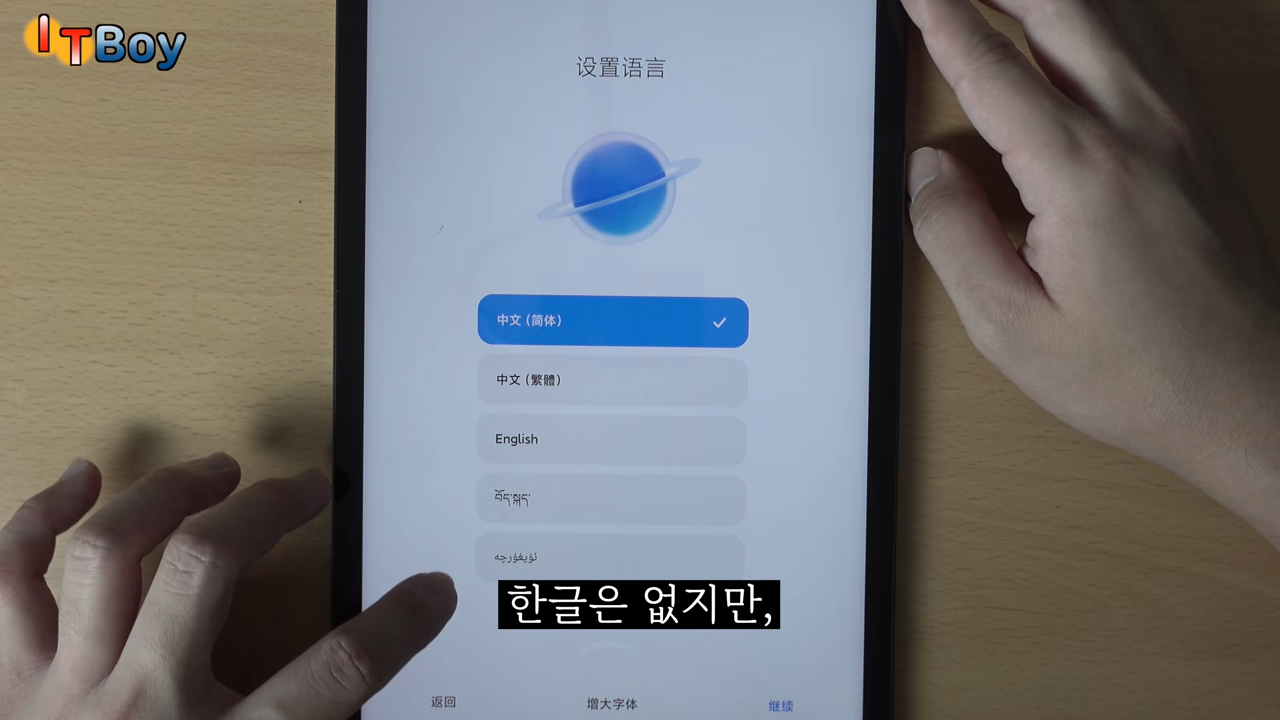 ITBoy
设置语言
中文 (简体)
中文 (繁體)
English
བོད་སྐད་
ئۇيغۇرچە
한글은 없지만,
返回
增大字体
继续